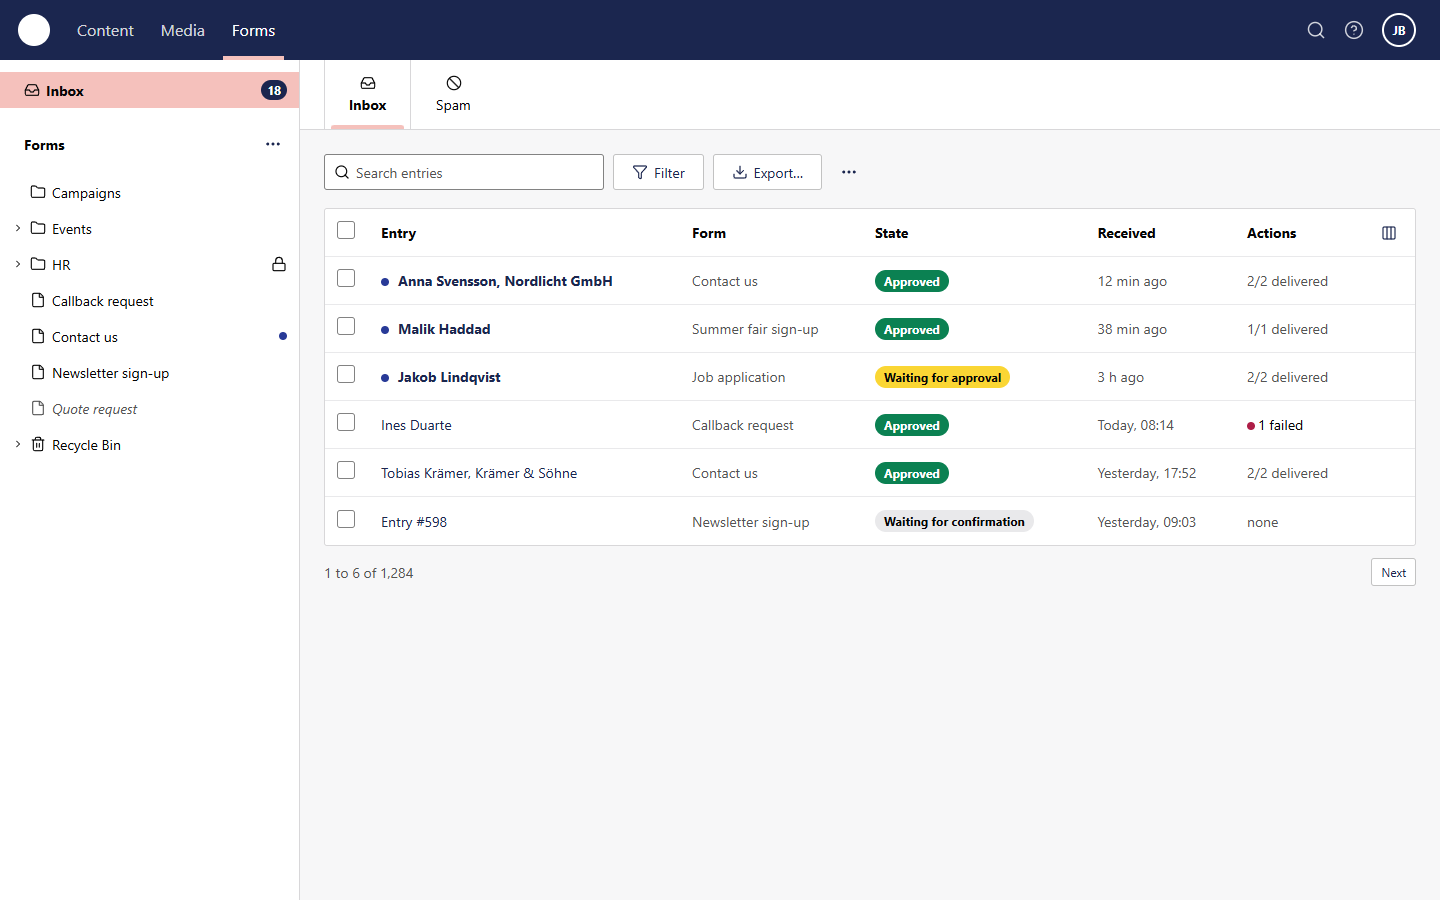 Content Media Forms JB
Inbox 18
Forms
Campaigns
Events
HR
Callback request
Contact us
Newsletter sign-up
Quote request
Recycle Bin
Inbox Spam
Search entries Filter Export...
Entry Form State Received Actions
Anna Svensson, Nordlicht GmbH Contact us Approved 12 min ago 2/2 delivered
Malik Haddad Summer fair sign-up Approved 38 min ago 1/1 delivered
Jakob Lindqvist Job application Waiting for approval 3 h ago 2/2 delivered
Ines Duarte Callback request Approved Today, 08:14 1 failed
Tobias Krämer, Krämer & Söhne Contact us Approved Yesterday, 17:52 2/2 delivered
Entry #598 Newsletter sign-up Waiting for confirmation Yesterday, 09:03 none
1 to 6 of 1,284 Next